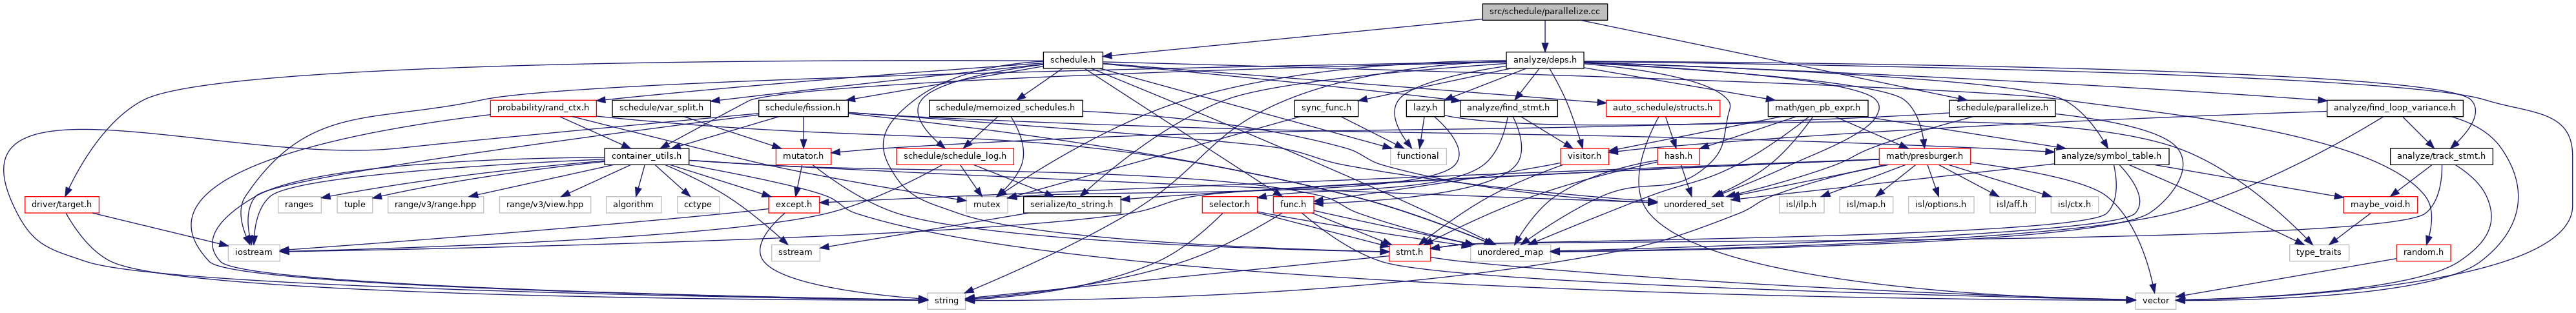 src/schedule/parallelize.cc
schedule.h
analyze/deps.h
probability/rand_ctx.h
schedule/var_split.h
schedule/fission.h
schedule/memoized_schedules.h
analyze/find_stmt.h
sync_func.h
lazy.h
auto_schedule/structs.h
math/gen_pb_expr.h
schedule/parallelize.h
analyze/find_loop_variance.h
container_utils.h
mutator.h
schedule/schedule_log.h
functional
visitor.h
hash.h
math/presburger.h
analyze/symbol_table.h
analyze/track_stmt.h
driver/target.h
ranges
tuple
range/v3/range.hpp
range/v3/view.hpp
algorithm
cctype
except.h
mutex
serialize/to_string.h
selector.h
func.h
unordered_set
isl/ilp.h
isl/map.h
isl/options.h
isl/aff.h
isl/ctx.h
maybe_void.h
iostream
sstream
stmt.h
unordered_map
type_traits
random.h
string
vector